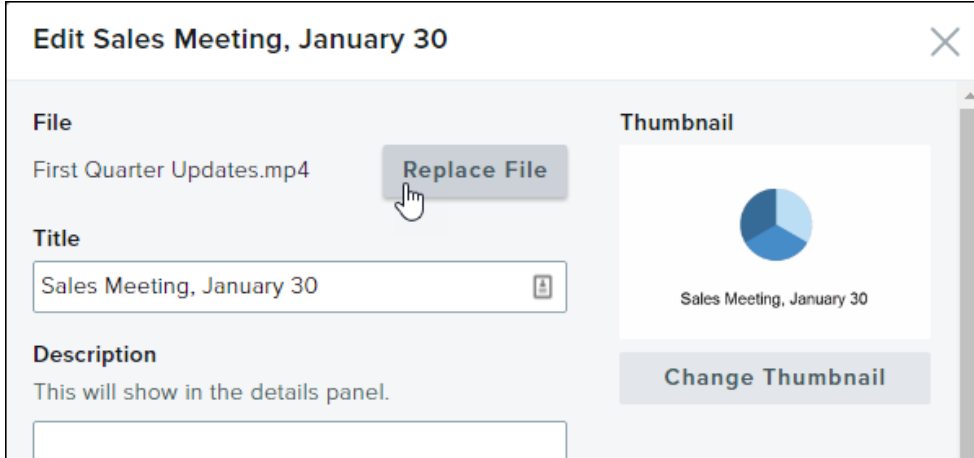 Edit Sales Meeting, January 30
File
First Quarter Updates.mp4
Replace File
Title
Sales Meeting, January 30
Description
This will show in the details panel.
Thumbnail
Sales Meeting, January 30
Change Thumbnail